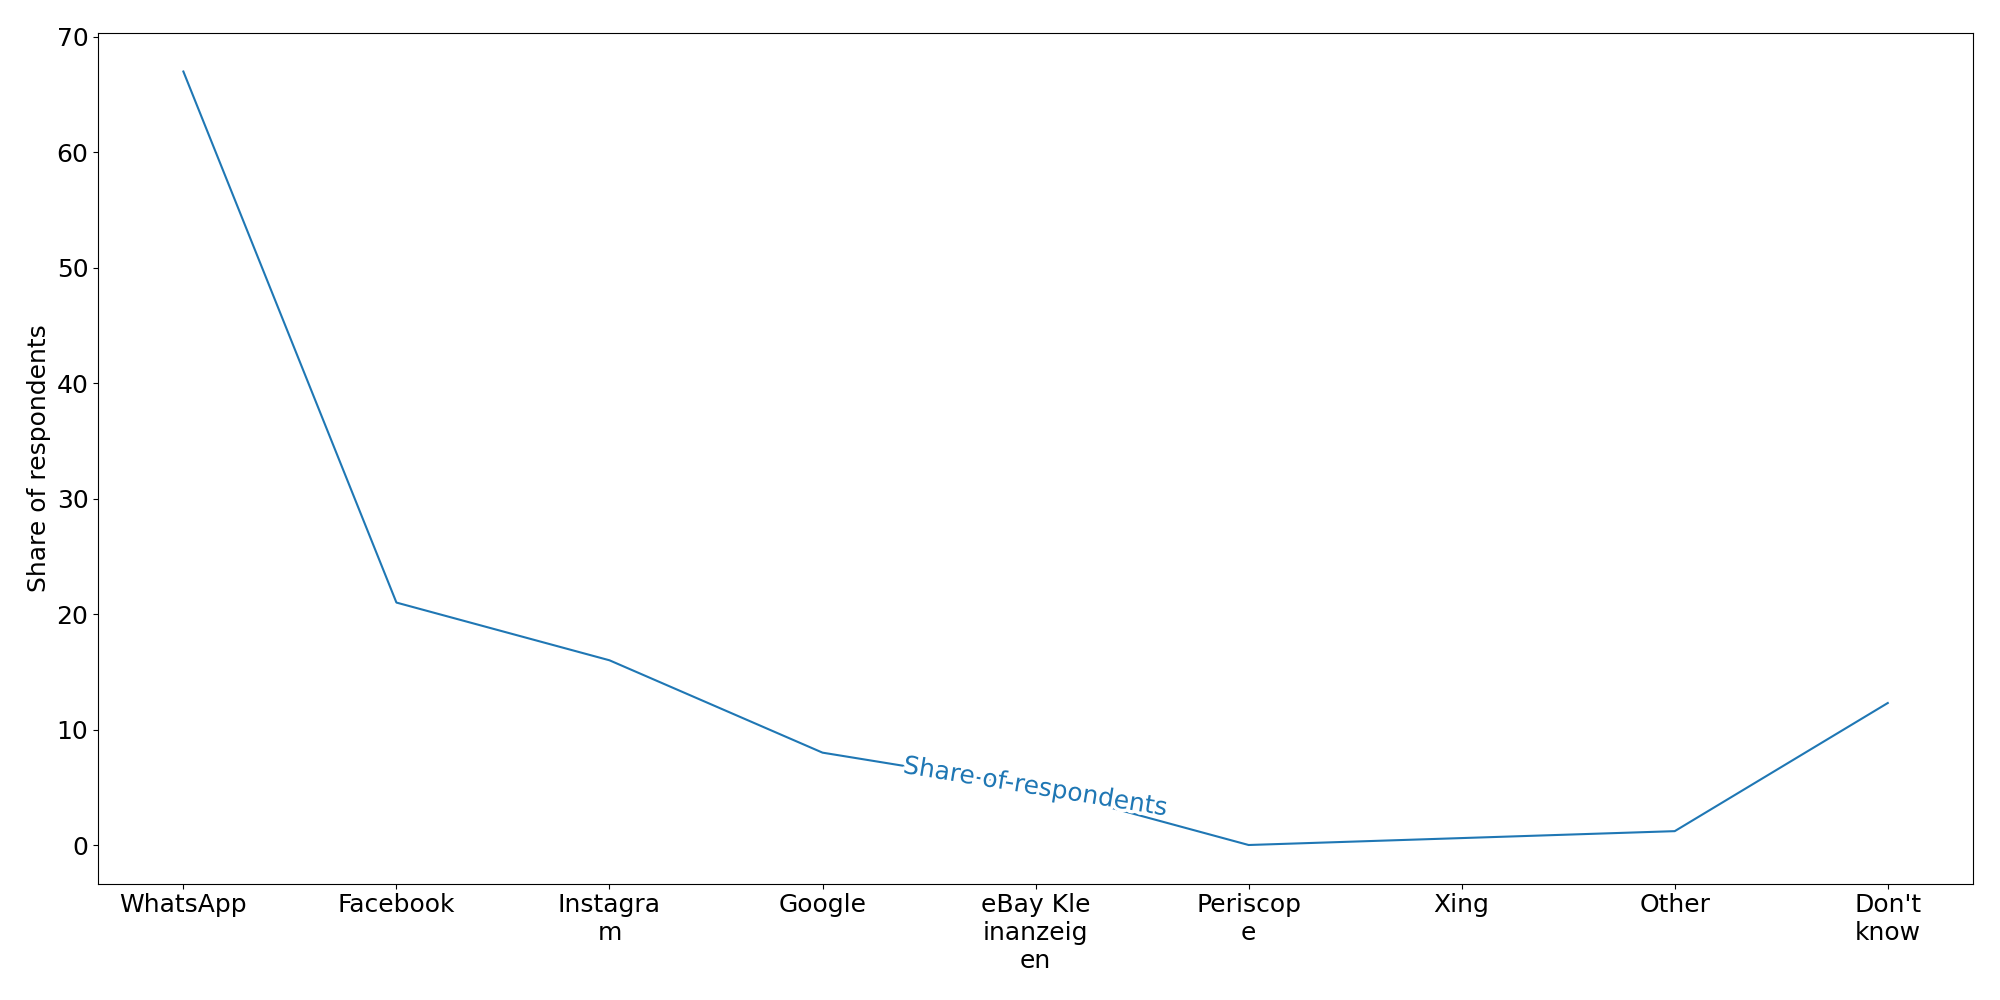 70
60
50
40
30
20
10
0
Share of respondents
Share of respondents
WhatsApp
Facebook
Instagra
m
Google
eBay Kle
inanzeig
en
Periscop
e
Xing
Other
Don't
know